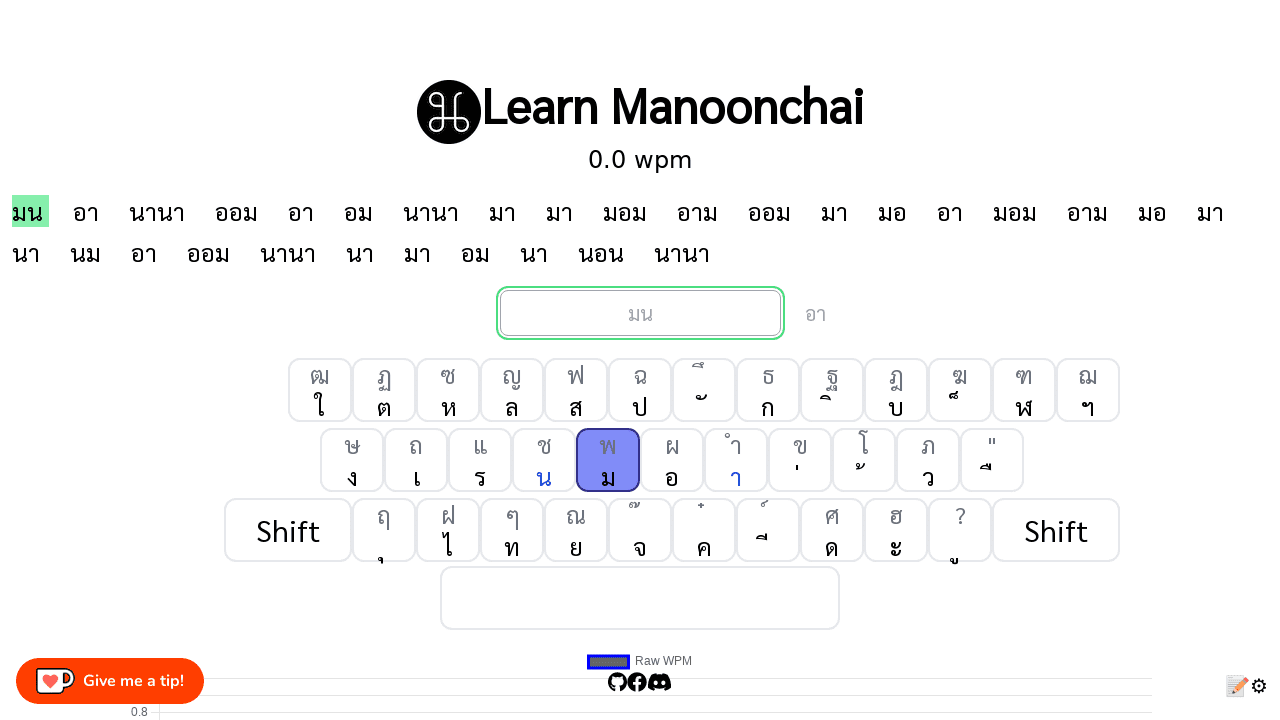 Learn Manoonchai
0.0 wpm
มน อา นานา ออม อา อม นานา มา มา มอม อาม ออม มา มอ อา มอม อาม มอ มา
นา นม อา ออม นานา นา มา อม นา นอน นานา
มน อา
ฒ ฏ ซ ญ ฟ ฉ ึ ธ ฐ ฎ ฆ ฑ ฌ
ใ ต ห ล ส ป ั ก ิ บ ็ ฬ ฯ
ษ ถ แ ช พ ผ ำ ข โ ภ "
ง เ ร น ม อ า ่ ้ ว ื
Shift ฤ ฝ ๆ ณ ๊ ๋ ์ ศ ฮ ? Shift
ุ ไ ท ย จ ค ี ด ะ ู
Raw WPM
Give me a tip!
0.8